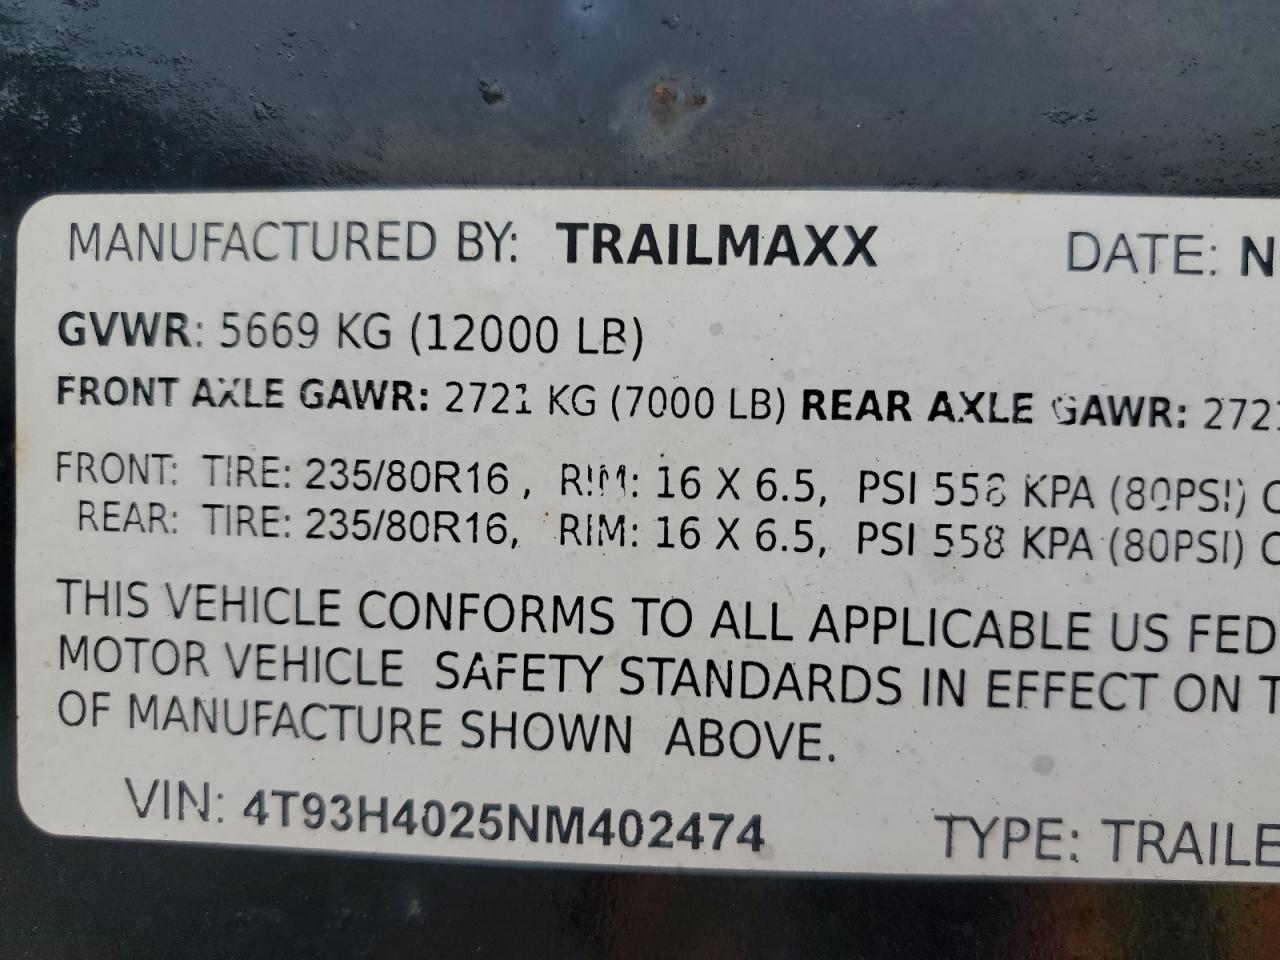 MANUFACTURED BY: TRAILMAXX DATE: N
GVWR: 5669 KG (12000 LB)
FRONT AXLE GAWR: 2721 KG (7000 LB) REAR AXLE GAWR: 2721
FRONT: TIRE: 235/80R16, RIM: 16 X 6.5, PSI 558 KPA (80PSI) C
REAR: TIRE: 235/80R16, RIM: 16 X 6.5, PSI 558 KPA (80PSI) C
THIS VEHICLE CONFORMS TO ALL APPLICABLE US FED
MOTOR VEHICLE SAFETY STANDARDS IN EFFECT ON T
OF MANUFACTURE SHOWN ABOVE.
VIN: 4T93H4025NM402474 TYPE: TRAILE